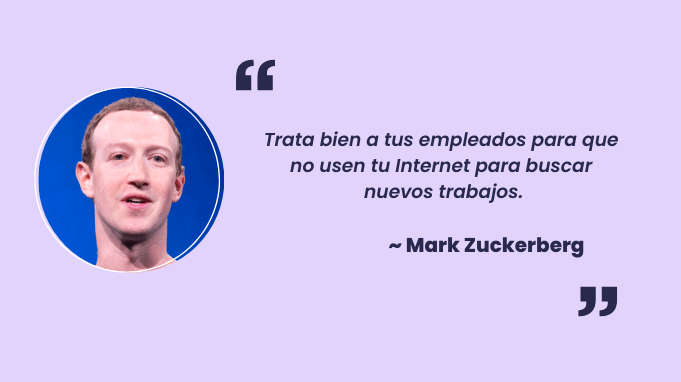 “
Trata bien a tus empleados para que
no usen tu Internet para buscar
nuevos trabajos.
~ Mark Zuckerberg
”